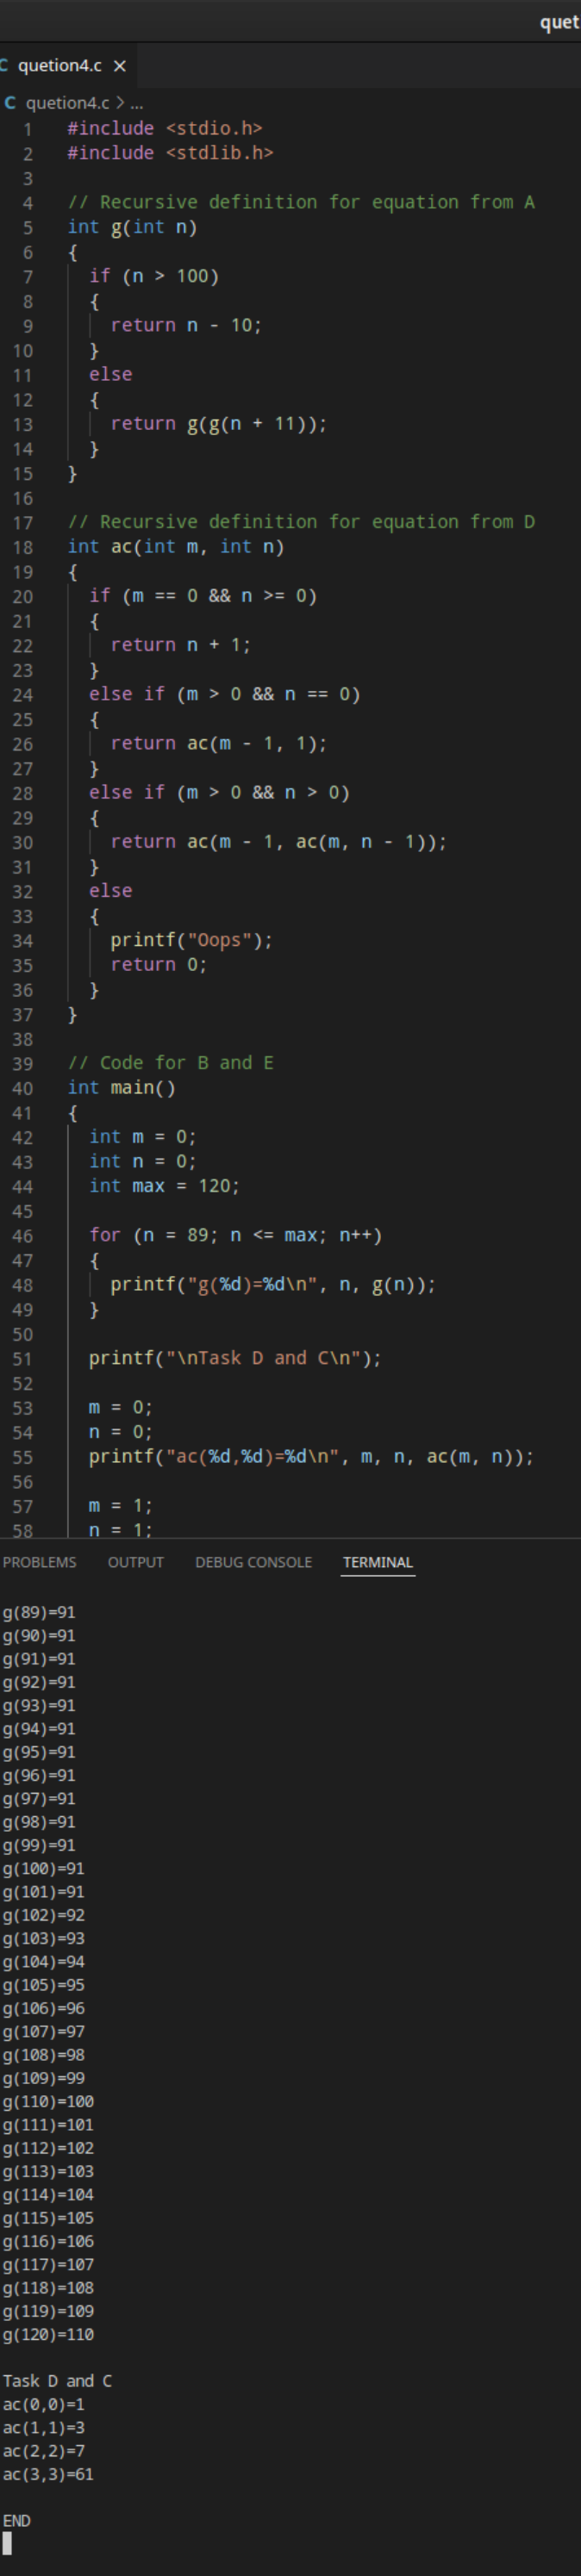 quet
C quetion4.c ×
C quetion4.c > ...
1 #include <stdio.h>
2 #include <stdlib.h>
3
4 // Recursive definition for equation from A
5 int g(int n)
6 {
7   if (n > 100)
8   {
9     return n - 10;
10   }
11   else
12   {
13     return g(g(n + 11));
14   }
15 }
16
17 // Recursive definition for equation from D
18 int ac(int m, int n)
19 {
20   if (m == 0 && n >= 0)
21   {
22     return n + 1;
23   }
24   else if (m > 0 && n == 0)
25   {
26     return ac(m - 1, 1);
27   }
28   else if (m > 0 && n > 0)
29   {
30     return ac(m - 1, ac(m, n - 1));
31   }
32   else
33   {
34     printf("Oops");
35     return 0;
36   }
37 }
38
39 // Code for B and E
40 int main()
41 {
42   int m = 0;
43   int n = 0;
44   int max = 120;
45
46   for (n = 89; n <= max; n++)
47   {
48     printf("g(%d)=%d\n", n, g(n));
49   }
50
51   printf("\nTask D and C\n");
52
53   m = 0;
54   n = 0;
55   printf("ac(%d,%d)=%d\n", m, n, ac(m, n));
56
57   m = 1;
58   n = 1;
PROBLEMS OUTPUT DEBUG CONSOLE TERMINAL
g(89)=91
g(90)=91
g(91)=91
g(92)=91
g(93)=91
g(94)=91
g(95)=91
g(96)=91
g(97)=91
g(98)=91
g(99)=91
g(100)=91
g(101)=91
g(102)=92
g(103)=93
g(104)=94
g(105)=95
g(106)=96
g(107)=97
g(108)=98
g(109)=99
g(110)=100
g(111)=101
g(112)=102
g(113)=103
g(114)=104
g(115)=105
g(116)=106
g(117)=107
g(118)=108
g(119)=109
g(120)=110

Task D and C
ac(0,0)=1
ac(1,1)=3
ac(2,2)=7
ac(3,3)=61

END